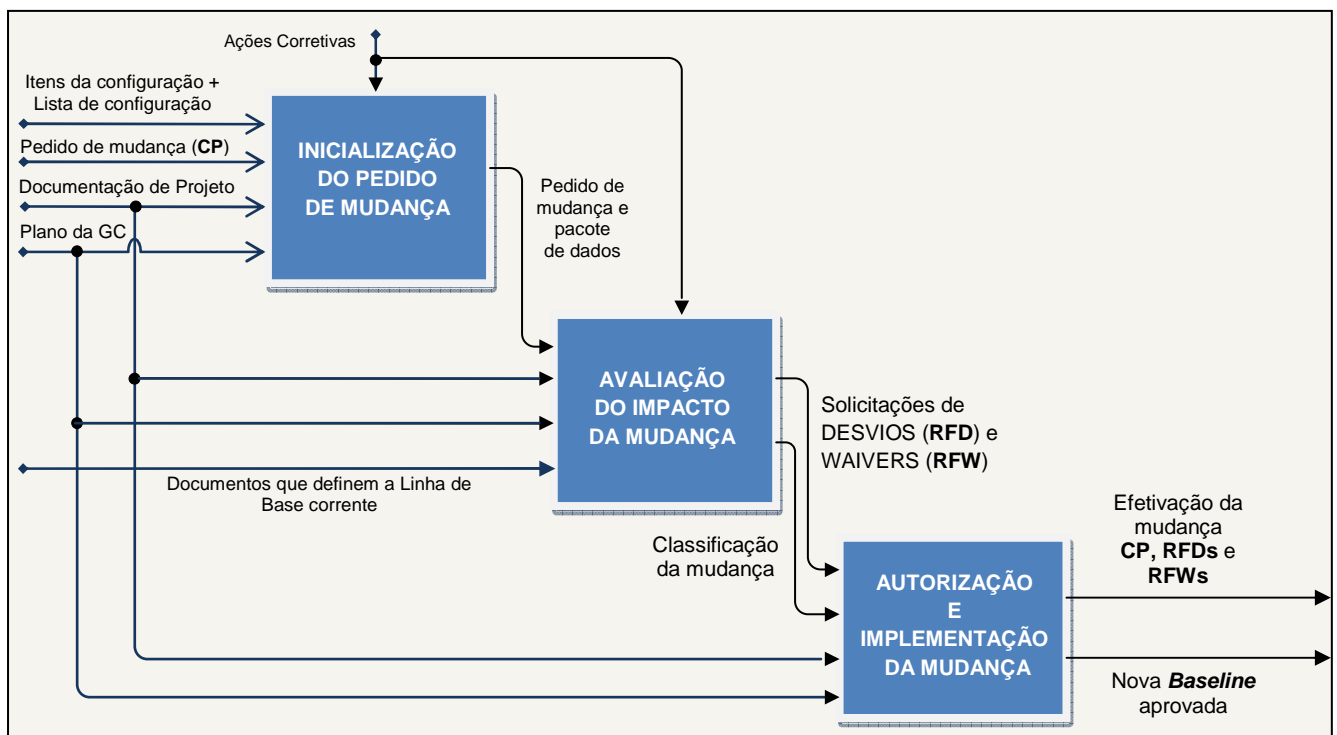 Ações Corretivas
Itens da configuração +
Lista de configuração
Pedido de mudança (CP)
Documentação de Projeto
Plano da GC
INICIALIZAÇÃO
DO PEDIDO
DE MUDANÇA
Pedido de
mudança e
pacote
de dados
AVALIAÇÃO
DO IMPACTO
DA MUDANÇA
Documentos que definem a Linha de
Base corrente
Solicitações de
DESVIOS (RFD) e
WAIVERS (RFW)
Classificação
da mudança
AUTORIZAÇÃO
E
IMPLEMENTAÇÃO
DA MUDANÇA
Efetivação da
mudança
CP, RFDs e
RFWs
Nova Baseline
aprovada